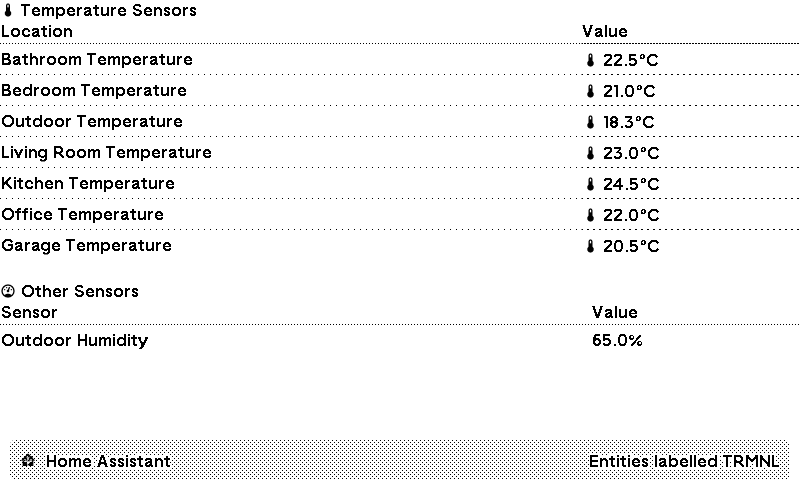 Temperature Sensors
Location Value
Bathroom Temperature 22.5°C
Bedroom Temperature 21.0°C
Outdoor Temperature 18.3°C
Living Room Temperature 23.0°C
Kitchen Temperature 24.5°C
Office Temperature 22.0°C
Garage Temperature 20.5°C
Other Sensors
Sensor Value
Outdoor Humidity 65.0%
Home Assistant Entities labelled TRMNL